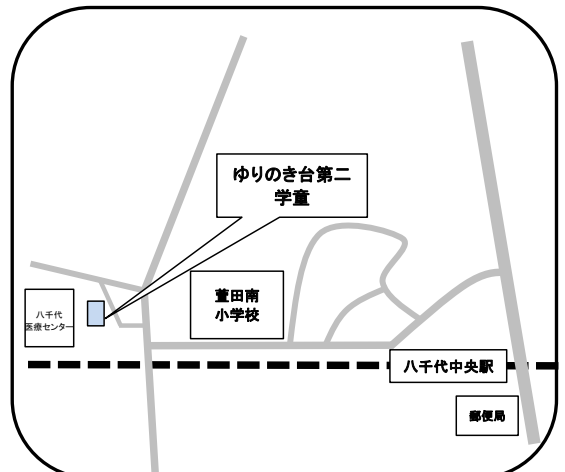 ゆりのき台第二
学童
萱田南
小学校
八千代
医療センター
八千代中央駅
郵便局